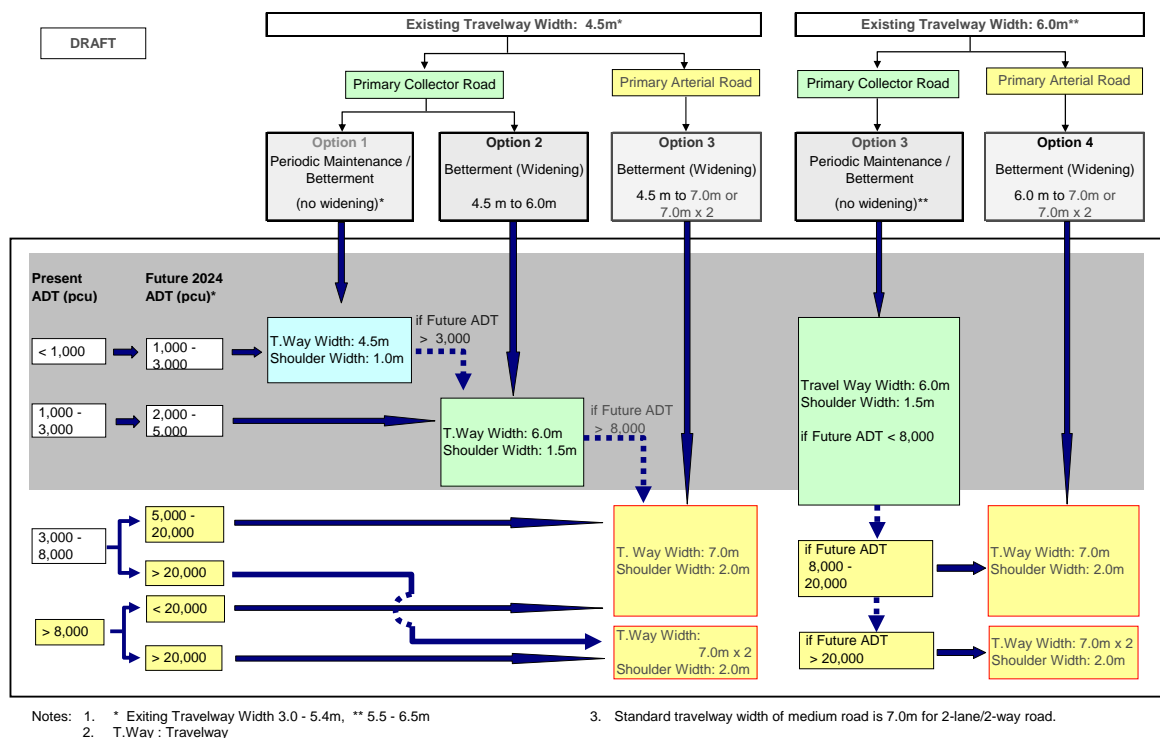 Existing Travelway Width:  4.5m*
Existing Travelway Width: 6.0m**
DRAFT
Primary Collector Road
Primary Arterial Road
Primary Collector Road
Primary Arterial Road
Option 1
Periodic Maintenance /
Betterment
(no widening)*
Option 2
Betterment (Widening)
4.5 m to 6.0m
Option 3
Betterment (Widening)
4.5 m to 7.0m or
7.0m x 2
Option 3
Periodic Maintenance /
Betterment
(no widening)**
Option 4
Betterment (Widening)
6.0 m to 7.0m or
7.0m x 2
Present
ADT (pcu)
Future 2024
ADT (pcu)*
< 1,000
1,000 -
3.000
T.Way Width: 4.5m
Shoulder Width: 1.0m
if Future ADT
> 3,000
1,000 -
3,000
2,000 -
5.000
T.Way Width: 6.0m
Shoulder Width: 1.5m
if Future ADT
> 8,000
Travel Way Width: 6.0m
Shoulder Width: 1.5m
if Future ADT < 8,000
3,000 -
8,000
5,000 -
20,000
> 20,000
T. Way Width: 7.0m
Shoulder Width: 2.0m
if Future ADT
8,000 -
20,000
T. Way Width: 7.0m
Shoulder Width: 2.0m
> 8,000
< 20,000
> 20,000
T.Way Width:
7.0m x 2
Shoulder Width: 2.0m
if Future ADT
> 20,000
T.Way Width: 7.0m x 2
Shoulder Width: 2.0m
Notes: 1. * Exiting Travelway Width 3.0 - 5.4m, ** 5.5 - 6.5m
2. T.Way : Travelway
3. Standard travelway width of medium road is 7.0m for 2-lane/2-way road.